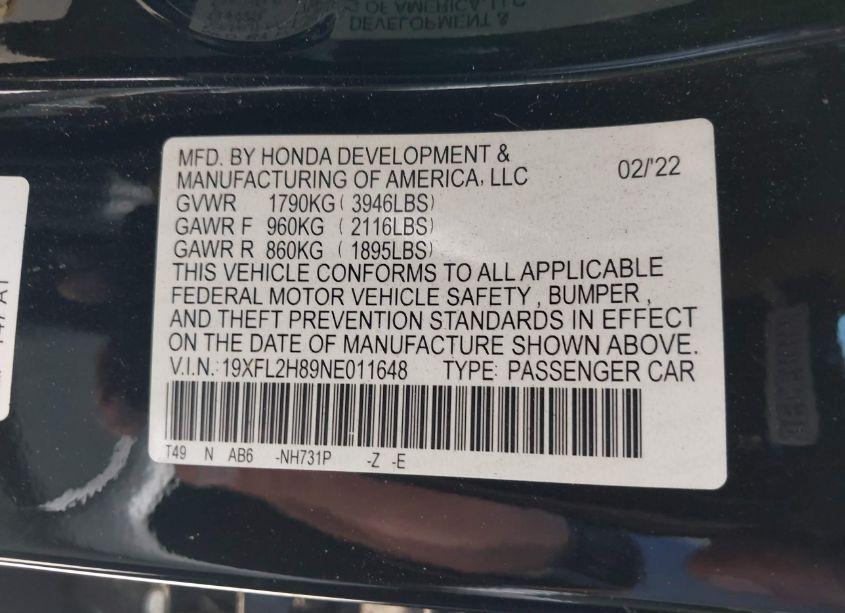 MFD. BY HONDA DEVELOPMENT &
MANUFACTURING OF AMERICA, LLC 02/'22
GVWR 1790KG ( 3946LBS)
GAWR F 960KG ( 2116LBS)
GAWR R 860KG ( 1895LBS)
THIS VEHICLE CONFORMS TO ALL APPLICABLE
FEDERAL MOTOR VEHICLE SAFETY , BUMPER ,
AND THEFT PREVENTION STANDARDS IN EFFECT
ON THE DATE OF MANUFACTURE SHOWN ABOVE.
V.I.N.: 19XFL2H89NE011648 TYPE: PASSENGER CAR
T49 N AB6 -NH731P -Z -E